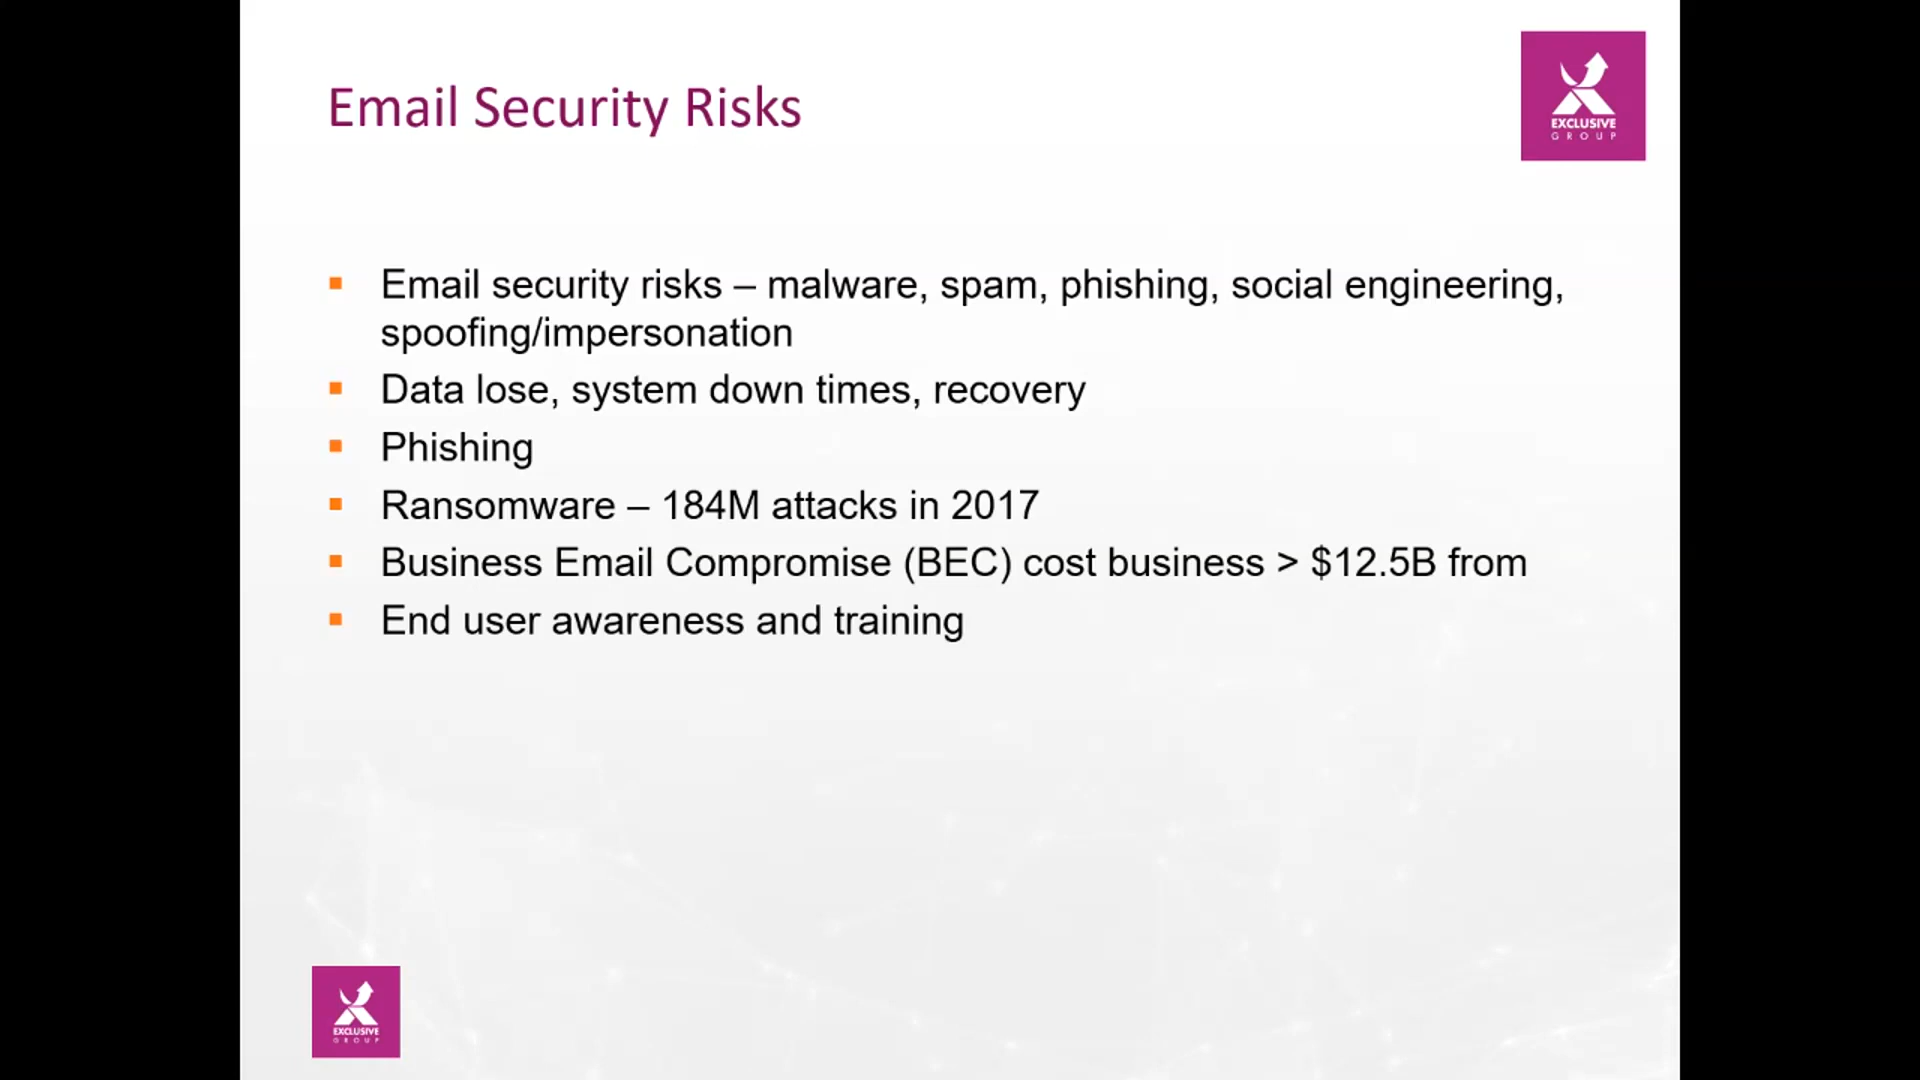 Email Security Risks
EXCLUSIVE
GROUP
▪ Email security risks – malware, spam, phishing, social engineering,
spoofing/impersonation
▪ Data lose, system down times, recovery
▪ Phishing
▪ Ransomware – 184M attacks in 2017
▪ Business Email Compromise (BEC) cost business > $12.5B from
▪ End user awareness and training
EXCLUSIVE
GROUP